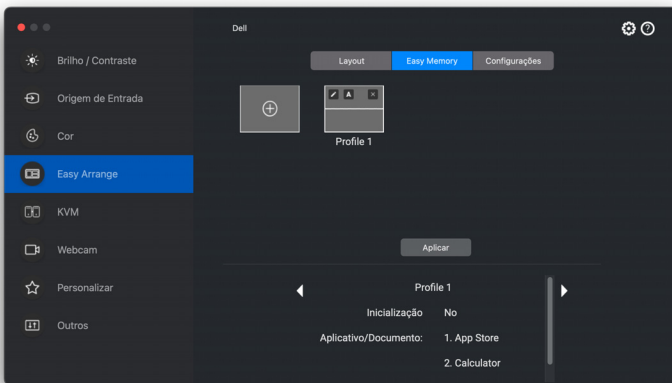 Dell
Brilho / Contraste
Origem de Entrada
Cor
Easy Arrange
KVM
Webcam
Personalizar
Outros
Layout
Easy Memory
Configurações
A
Profile 1
Aplicar
Profile 1
Inicialização No
Aplicativo/Documento: 1. App Store
2. Calculator